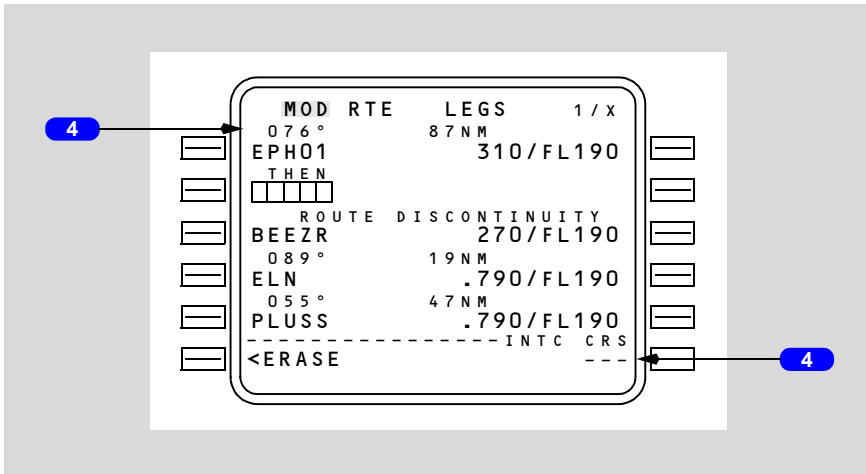 MOD RTE LEGS 1/X
4
076° 87NM
EPH01 310/FL190
THEN
ROUTE DISCONTINUITY
BEEZR 270/FL190
089° 19NM
ELN .790/FL190
055° 47NM
PLUSS .790/FL190
------------------INTC CRS
<ERASE ---
4